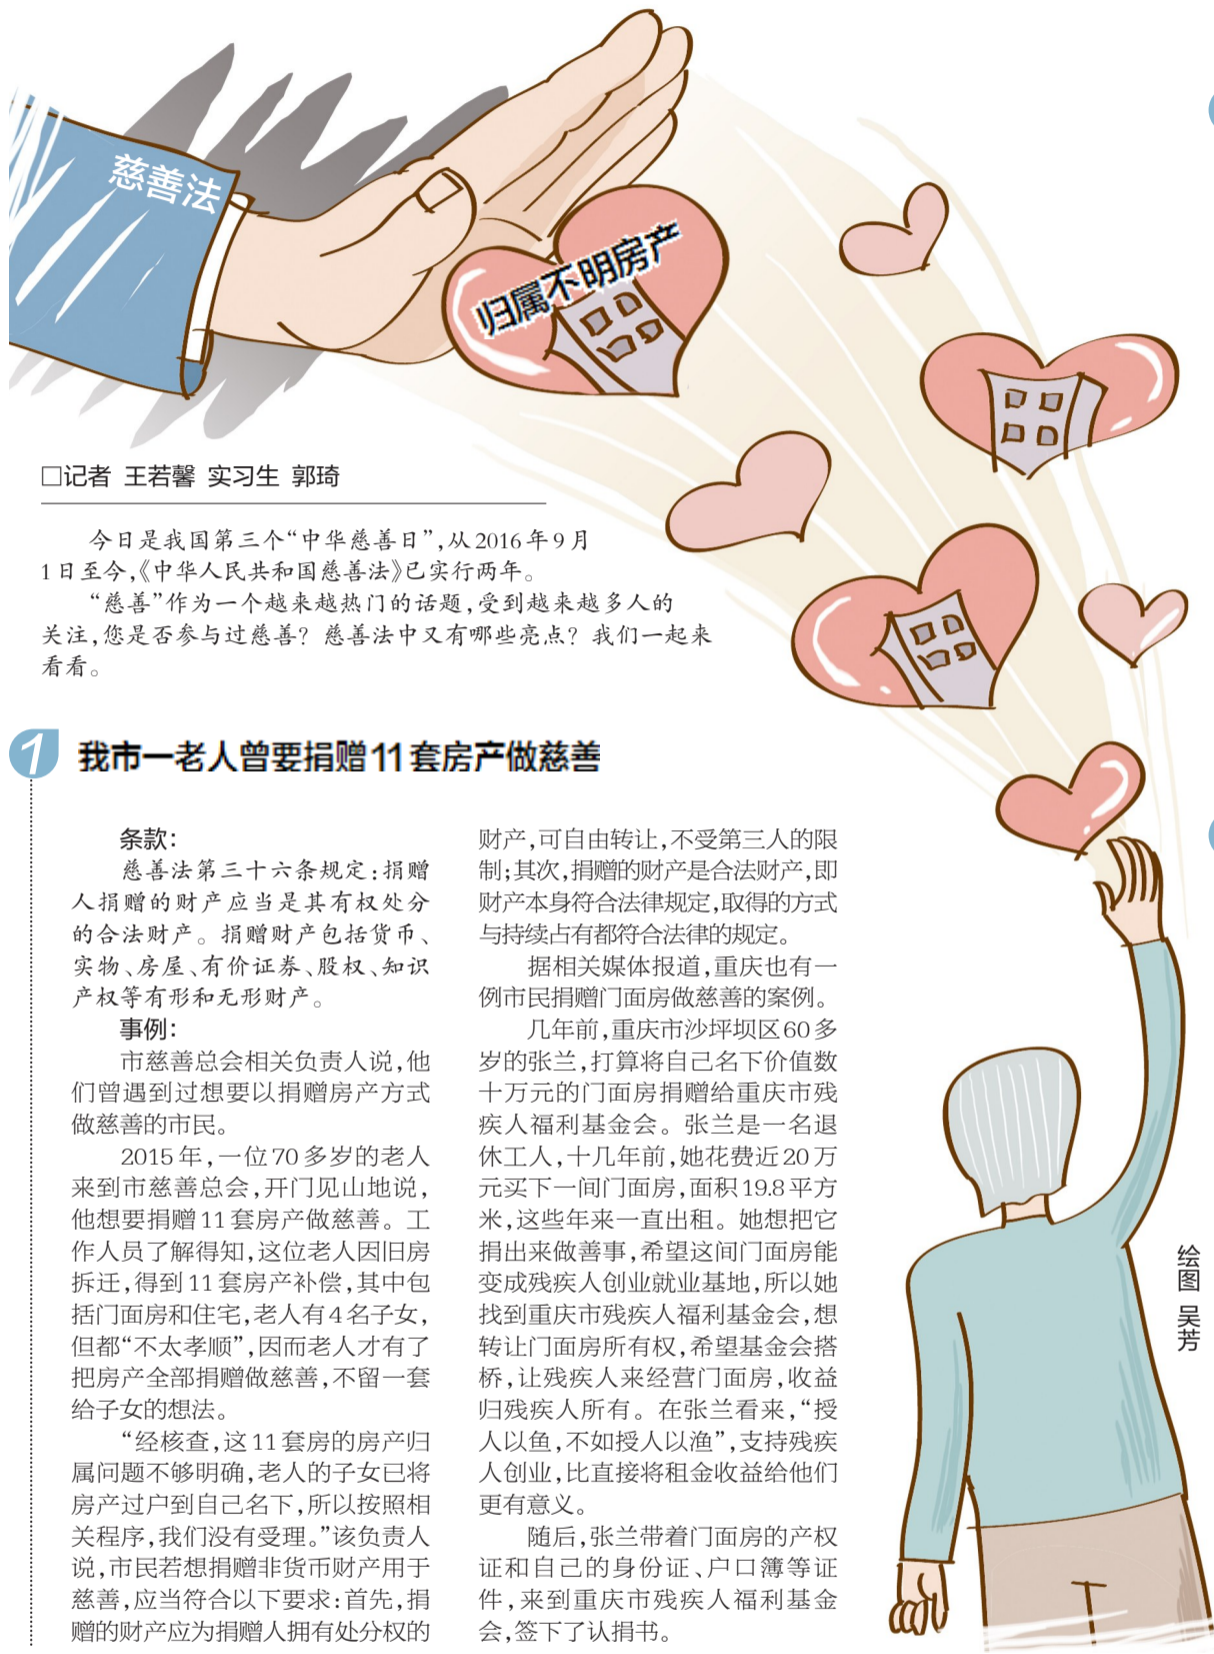 慈善法
归属不明房产
□记者 王若馨 实习生 郭琦
今日是我国第三个“中华慈善日”,从2016年9月
1日至今,《中华人民共和国慈善法》已实行两年。
“慈善”作为一个越来越热门的话题,受到越来越多人的
关注,您是否参与过慈善？慈善法中又有哪些亮点？我们一起来
看看。
1 我市一老人曾要捐赠11套房产做慈善
条款：
慈善法第三十六条规定：捐赠
人捐赠的财产应当是其有权处分
的合法财产。捐赠财产包括货币、
实物、房屋、有价证券、股权、知识
产权等有形和无形财产。
事例：
市慈善总会相关负责人说,他
们曾遇到过想要以捐赠房产方式
做慈善的市民。
2015年,一位70多岁的老人
来到市慈善总会,开门见山地说,
他想要捐赠11套房产做慈善。工
作人员了解得知,这位老人因旧房
拆迁,得到11套房产补偿,其中包
括门面房和住宅,老人有4名子女,
但都“不太孝顺”,因而老人才有了
把房产全部捐赠做慈善,不留一套
给子女的想法。
“经核查,这11套房的房产归
属问题不够明确,老人的子女已将
房产过户到自己名下,所以按照相
关程序,我们没有受理。”该负责人
说,市民若想捐赠非货币财产用于
慈善,应当符合以下要求：首先,捐
赠的财产应为捐赠人拥有处分权的
财产,可自由转让,不受第三人的限
制；其次,捐赠的财产是合法财产,即
财产本身符合法律规定,取得的方式
与持续占有都符合法律的规定。
据相关媒体报道,重庆也有一
例市民捐赠门面房做慈善的案例。
几年前,重庆市沙坪坝区60多
岁的张兰,打算将自己名下价值数
十万元的门面房捐赠给重庆市残
疾人福利基金会。张兰是一名退
休工人,十几年前,她花费近20万
元买下一间门面房,面积19.8平方
米,这些年来一直出租。她想把它
捐出来做善事,希望这间门面房能
变成残疾人创业就业基地,所以她
找到重庆市残疾人福利基金会,想
转让门面房所有权,希望基金会搭
桥,让残疾人来经营门面房,收益
归残疾人所有。在张兰看来,“授
人以鱼,不如授人以渔”,支持残疾
人创业,比直接将租金收益给他们
更有意义。
随后,张兰带着门面房的产权
证和自己的身份证、户口簿等证
件,来到重庆市残疾人福利基金
会,签下了认捐书。
绘图 吴芳